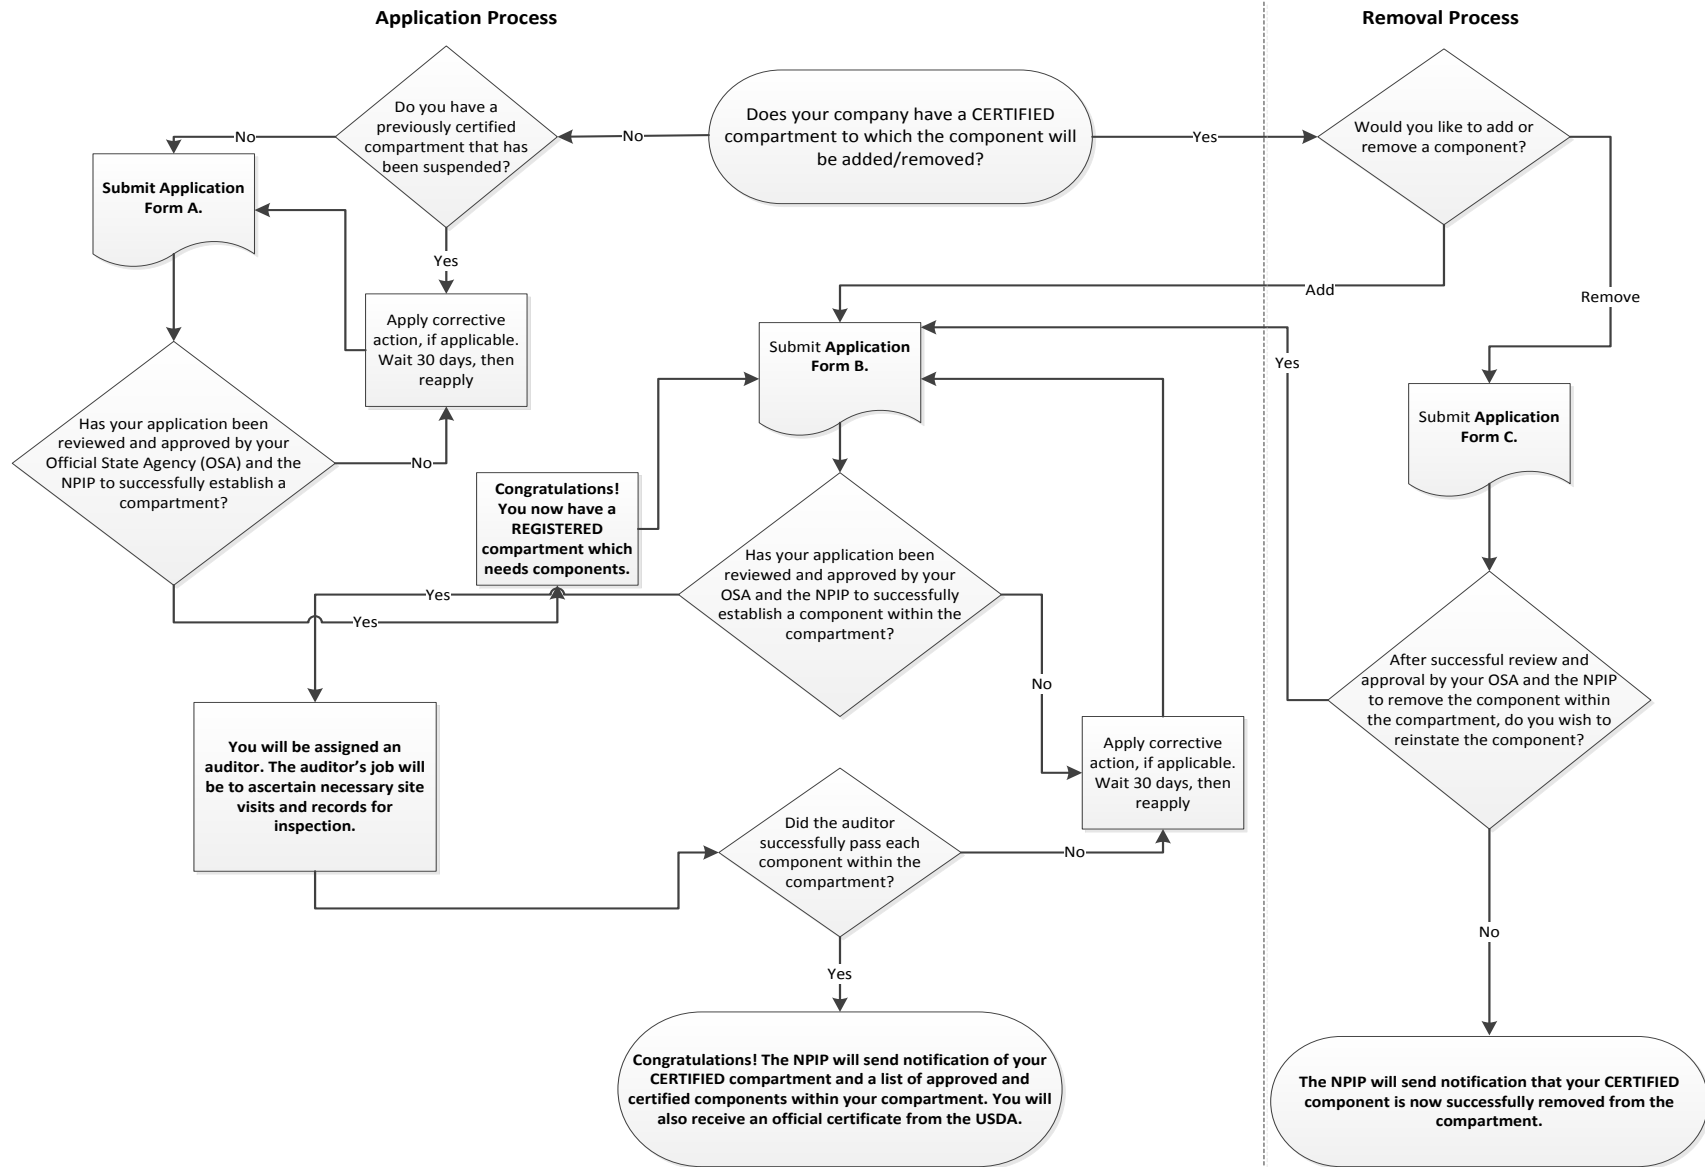 Application Process
Removal Process
Does your company have a CERTIFIED
compartment to which the component will
be added/removed?
No
Yes
Do you have a
previously certified
compartment that has
been suspended?
No
Yes
Submit Application
Form A.
Apply corrective
action, if applicable.
Wait 30 days, then
reapply
Has your application been
reviewed and approved by your
Official State Agency (OSA) and the
NPIP to successfully establish a
compartment?
No
Yes
Congratulations!
You now have a
REGISTERED
compartment which
needs components.
Would you like to add or
remove a component?
Add
Remove
Submit Application
Form B.
Has your application been
reviewed and approved by your
OSA and the NPIP to successfully
establish a component within the
compartment?
Yes
No
You will be assigned an
auditor. The auditor’s job will
be to ascertain necessary site
visits and records for
inspection.
Apply corrective
action, if applicable.
Wait 30 days, then
reapply
Did the auditor
successfully pass each
component within the
compartment?
No
Yes
Congratulations! The NPIP will send notification of your
CERTIFIED compartment and a list of approved and
certified components within your compartment. You will
also receive an official certificate from the USDA.
Submit Application
Form C.
After successful review and
approval by your OSA and the NPIP
to remove the component within
the compartment, do you wish to
reinstate the component?
Yes
No
The NPIP will send notification that your CERTIFIED
component is now successfully removed from the
compartment.